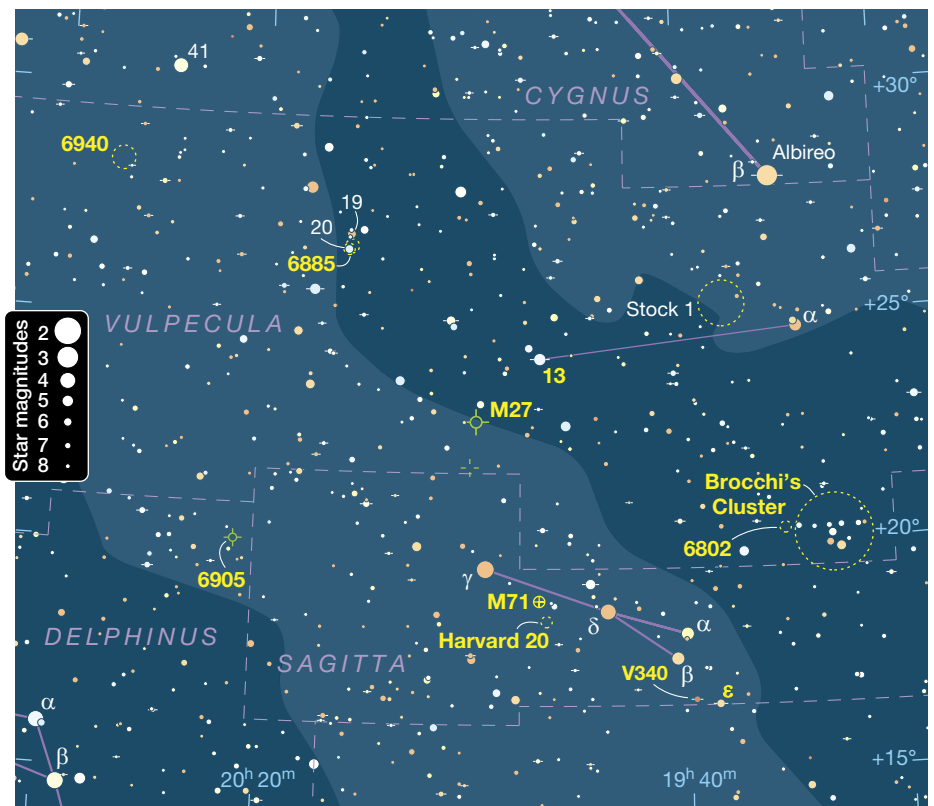 41
CYGNUS
+30°
6940
Albireo
β
19
20
6885
+25°
Stock 1
α
VULPECULA
13
Star magnitudes
2
3
4
5
6
7
8
M27
Brocchi's
Cluster
+20°
6802
6905
γ
M71
δ
α
Harvard 20
DELPHINUS
SAGITTA
β
V340
ε
α
β
+15°
20h 20m
19h 40m